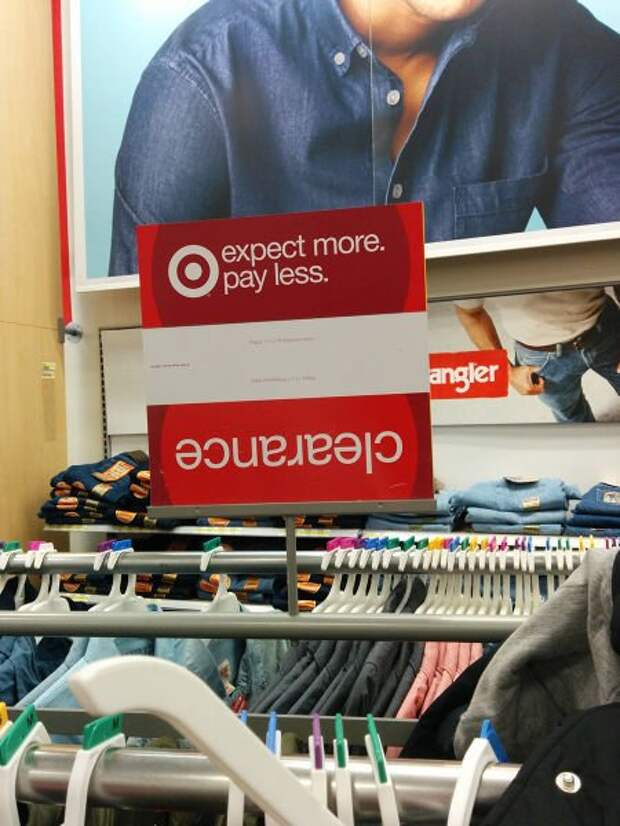 expect more.
pay less.
clearance
angler